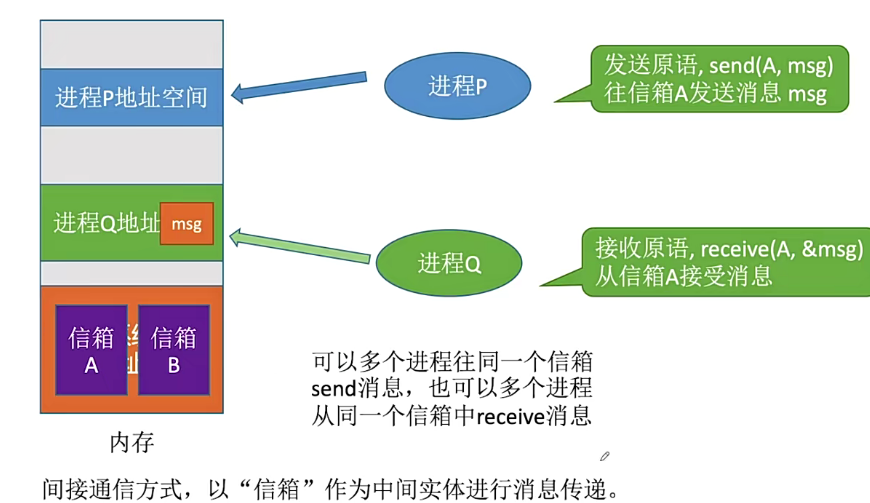 进程P地址空间
进程P
发送原语, send(A, msg)
往信箱A发送消息 msg
进程Q地址
msg
进程Q
接收原语, receive(A, &msg)
从信箱A接受消息
信箱
A
信箱
B
可以多个进程往同一个信箱
send消息，也可以多个进程
从同一个信箱中receive消息
内存
间接通信方式，以“信箱”作为中间实体进行消息传递。